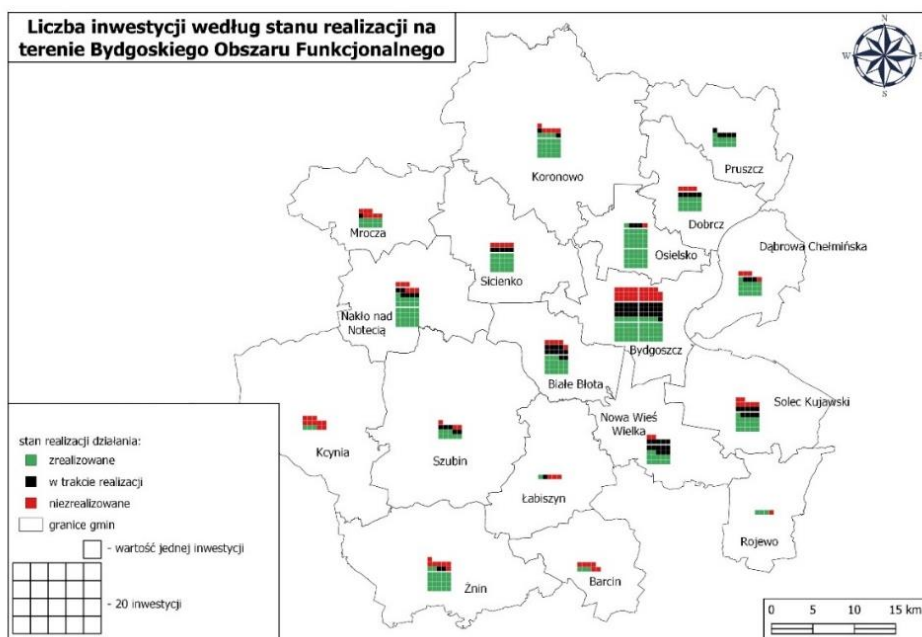 Liczba inwestycji według stanu realizacji na
terenie Bydgoskiego Obszaru Funkcjonalnego
N
W
E
S
Pruszcz
Koronowo
Dobrcz
Mrocza
Dąbrowa Chełmińska
Osielsko
Sicienko
Nakło nad
Notecią
Bydgoszcz
Białe Błota
Solec Kujawski
Nowa Wieś
Wielka
Kcynia
Szubin
Łabiszyn
Rojewo
Żnin
Barcin
stan realizacji działania:
zrealizowane
w trakcie realizacji
niezrealizowane
granice gmin
- wartość jednej inwestycji
- 20 inwestycji
0 5 10 15 km